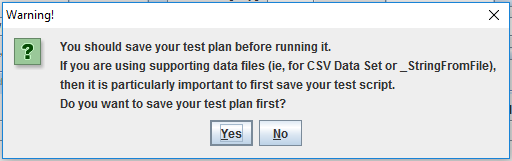 Warning!
You should save your test plan before running it.
If you are using supporting data files (ie, for CSV Data Set or _StringFromFile),
then it is particularly important to first save your test script.
Do you want to save your test plan first?
Yes No